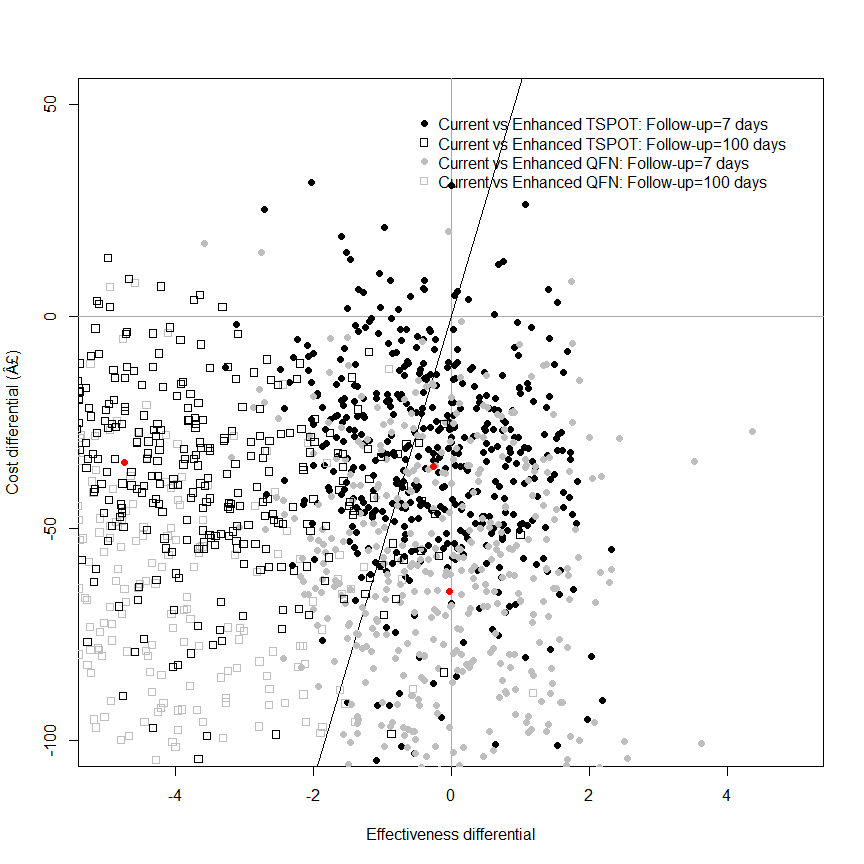 50
Current vs Enhanced TSPOT: Follow-up=7 days
Current vs Enhanced TSPOT: Follow-up=100 days
Current vs Enhanced QFN: Follow-up=7 days
Current vs Enhanced QFN: Follow-up=100 days
0
Cost differential (Â£)
-50
-100
-4 -2 0 2 4
Effectiveness differential